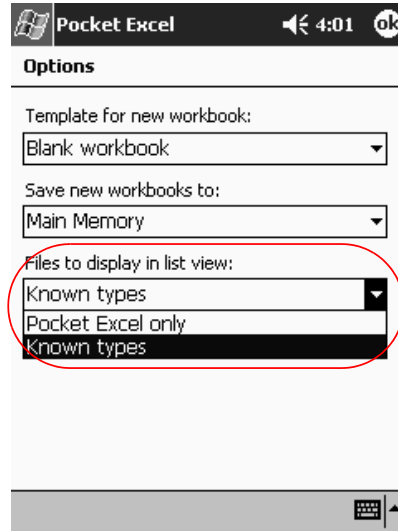 Pocket Excel 4:01 ok
Options
Template for new workbook:
Blank workbook
Save new workbooks to:
Main Memory
Files to display in list view:
Known types
Pocket Excel only
Known types